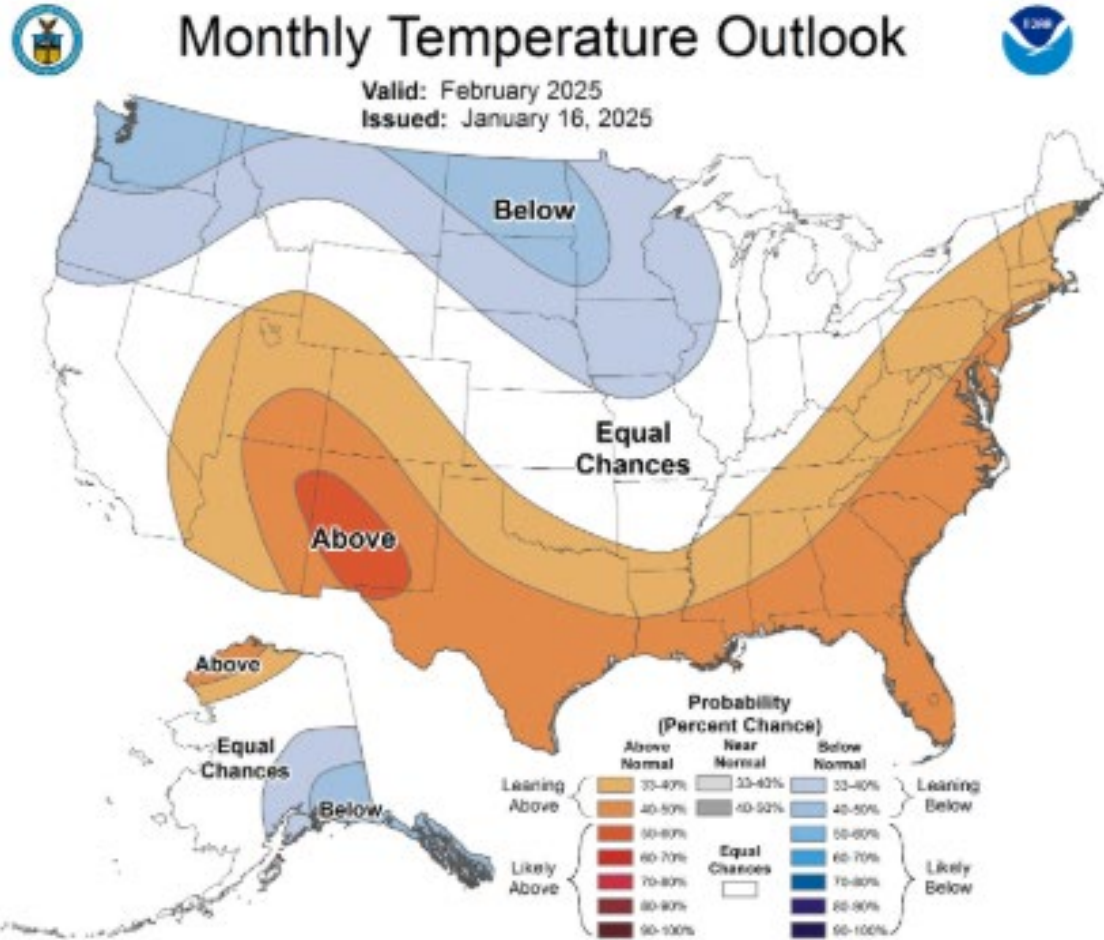 Monthly Temperature Outlook
Valid: February 2025
Issued: January 16, 2025
Below
Equal
Chances
Above
Above
Equal
Chances
Below
Probability
(Percent Chance)
Above
Normal
Near
Normal
Below
Normal
Leaning
Above
33-40%
33-40%
33-40%
Leaning
Below
40-50%
40-50%
40-50%
Likely
Above
50-60%
60-70%
70-80%
80-90%
90-100%
Equal
Chances
50-60%
60-70%
70-80%
80-90%
90-100%
Likely
Below